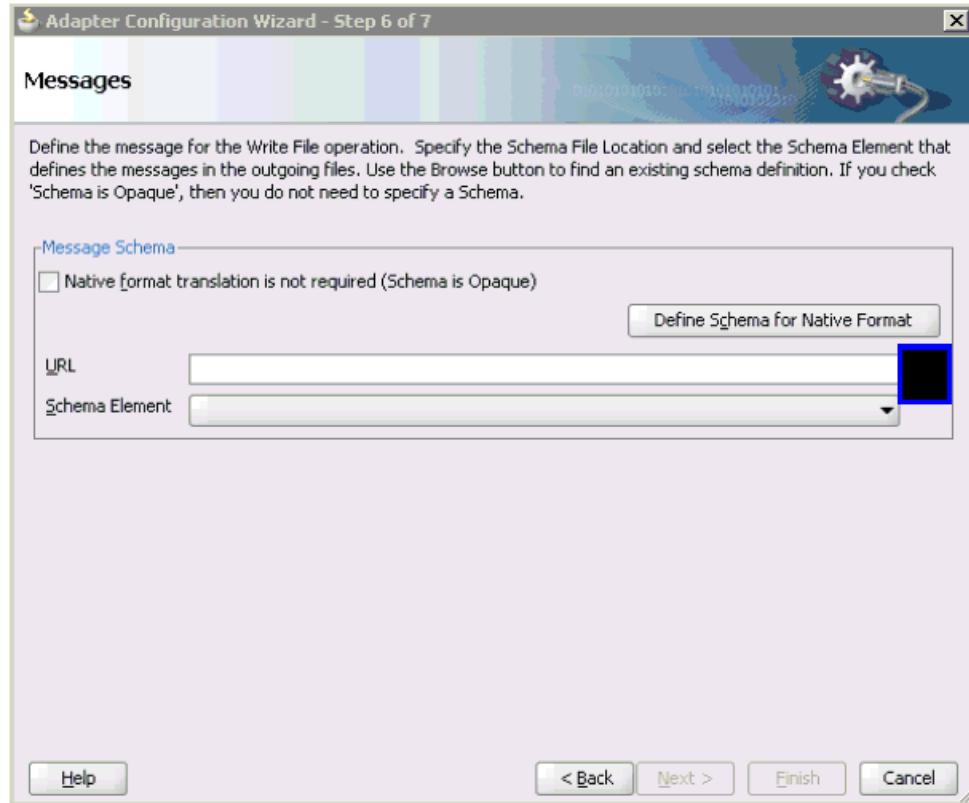 Adapter Configuration Wizard - Step 6 of 7
Messages
Define the message for the Write File operation.  Specify the Schema File Location and select the Schema Element that
defines the messages in the outgoing files. Use the Browse button to find an existing schema definition. If you check
'Schema is Opaque', then you do not need to specify a Schema.
Message Schema
Native format translation is not required (Schema is Opaque)
Define Schema for Native Format
URL
Schema Element
Help
< Back
Next >
Finish
Cancel